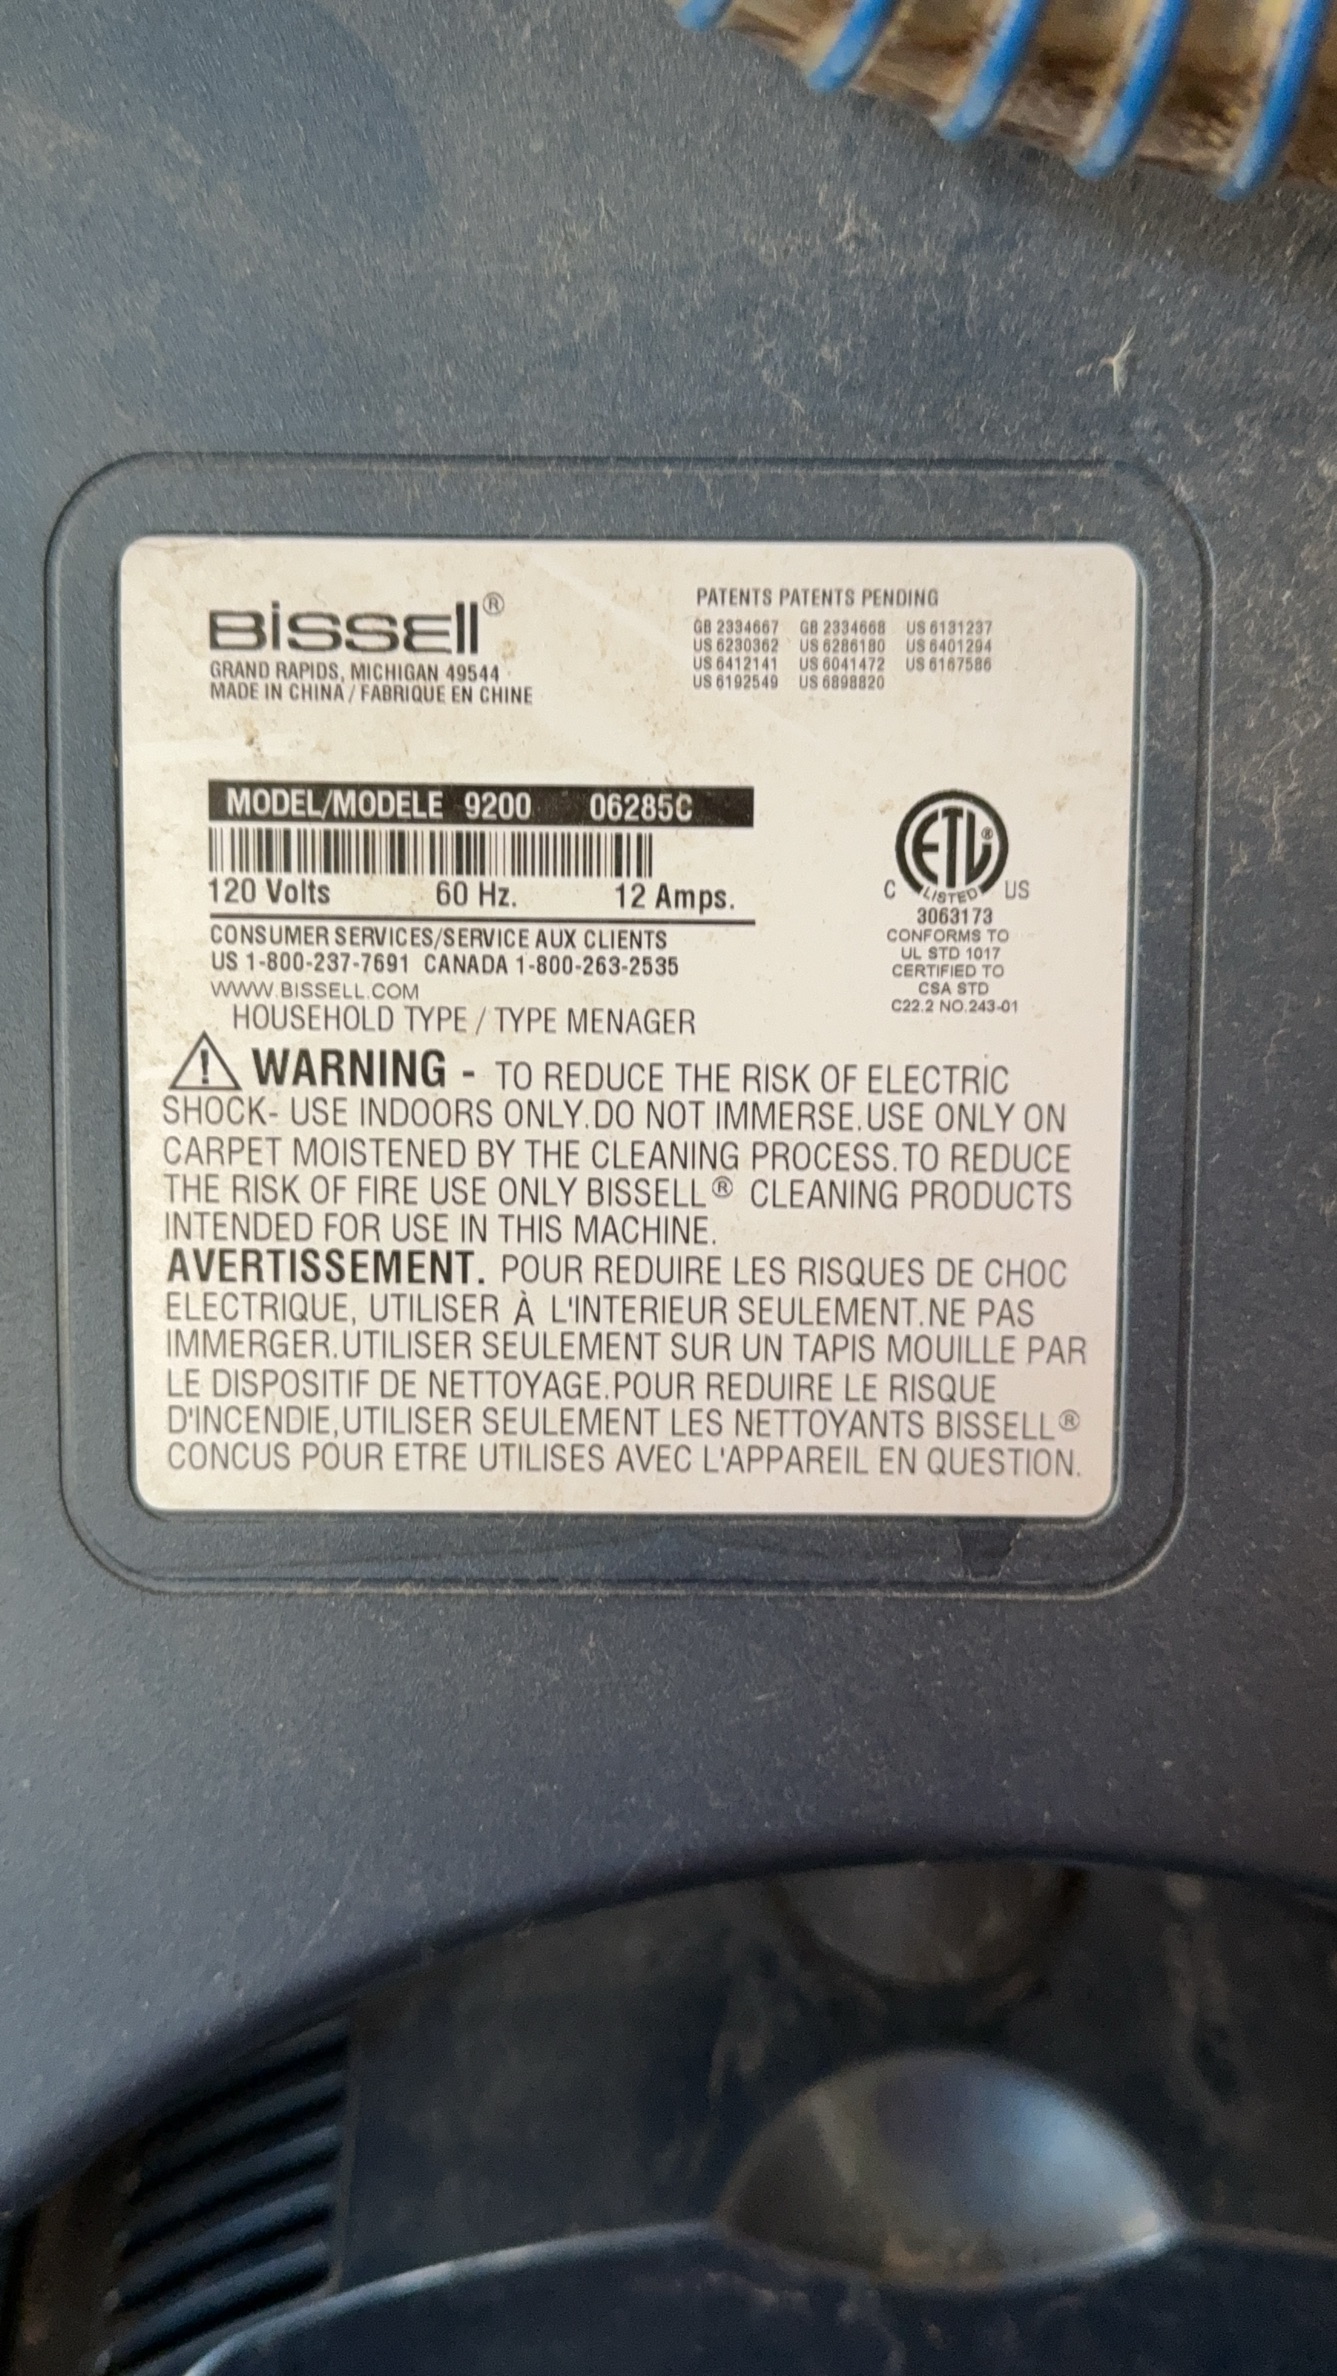 BISSELL®
GRAND RAPIDS, MICHIGAN 49544
MADE IN CHINA / FABRIQUE EN CHINE
PATENTS PATENTS PENDING
GB 2334667 GB 2334668 US 6131237
US 6230362 US 6286180 US 6401294
US 6412141 US 6041472 US 6167586
US 6192549 US 6898820
MODEL/MODELE 9200 06285C
120 Volts 60 Hz. 12 Amps.
CONSUMER SERVICES/SERVICE AUX CLIENTS
US 1-800-237-7691 CANADA 1-800-263-2535
WWW.BISSELL.COM
HOUSEHOLD TYPE / TYPE MENAGER
ETL®
C LISTED US
3063173
CONFORMS TO
UL STD 1017
CERTIFIED TO
CSA STD
C22.2 NO.243-01
WARNING - TO REDUCE THE RISK OF ELECTRIC
SHOCK- USE INDOORS ONLY.DO NOT IMMERSE.USE ONLY ON
CARPET MOISTENED BY THE CLEANING PROCESS.TO REDUCE
THE RISK OF FIRE USE ONLY BISSELL® CLEANING PRODUCTS
INTENDED FOR USE IN THIS MACHINE.
AVERTISSEMENT. POUR REDUIRE LES RISQUES DE CHOC
ELECTRIQUE, UTILISER À L'INTERIEUR SEULEMENT.NE PAS
IMMERGER.UTILISER SEULEMENT SUR UN TAPIS MOUILLE PAR
LE DISPOSITIF DE NETTOYAGE.POUR REDUIRE LE RISQUE
D'INCENDIE,UTILISER SEULEMENT LES NETTOYANTS BISSELL®
CONCUS POUR ETRE UTILISES AVEC L'APPAREIL EN QUESTION.